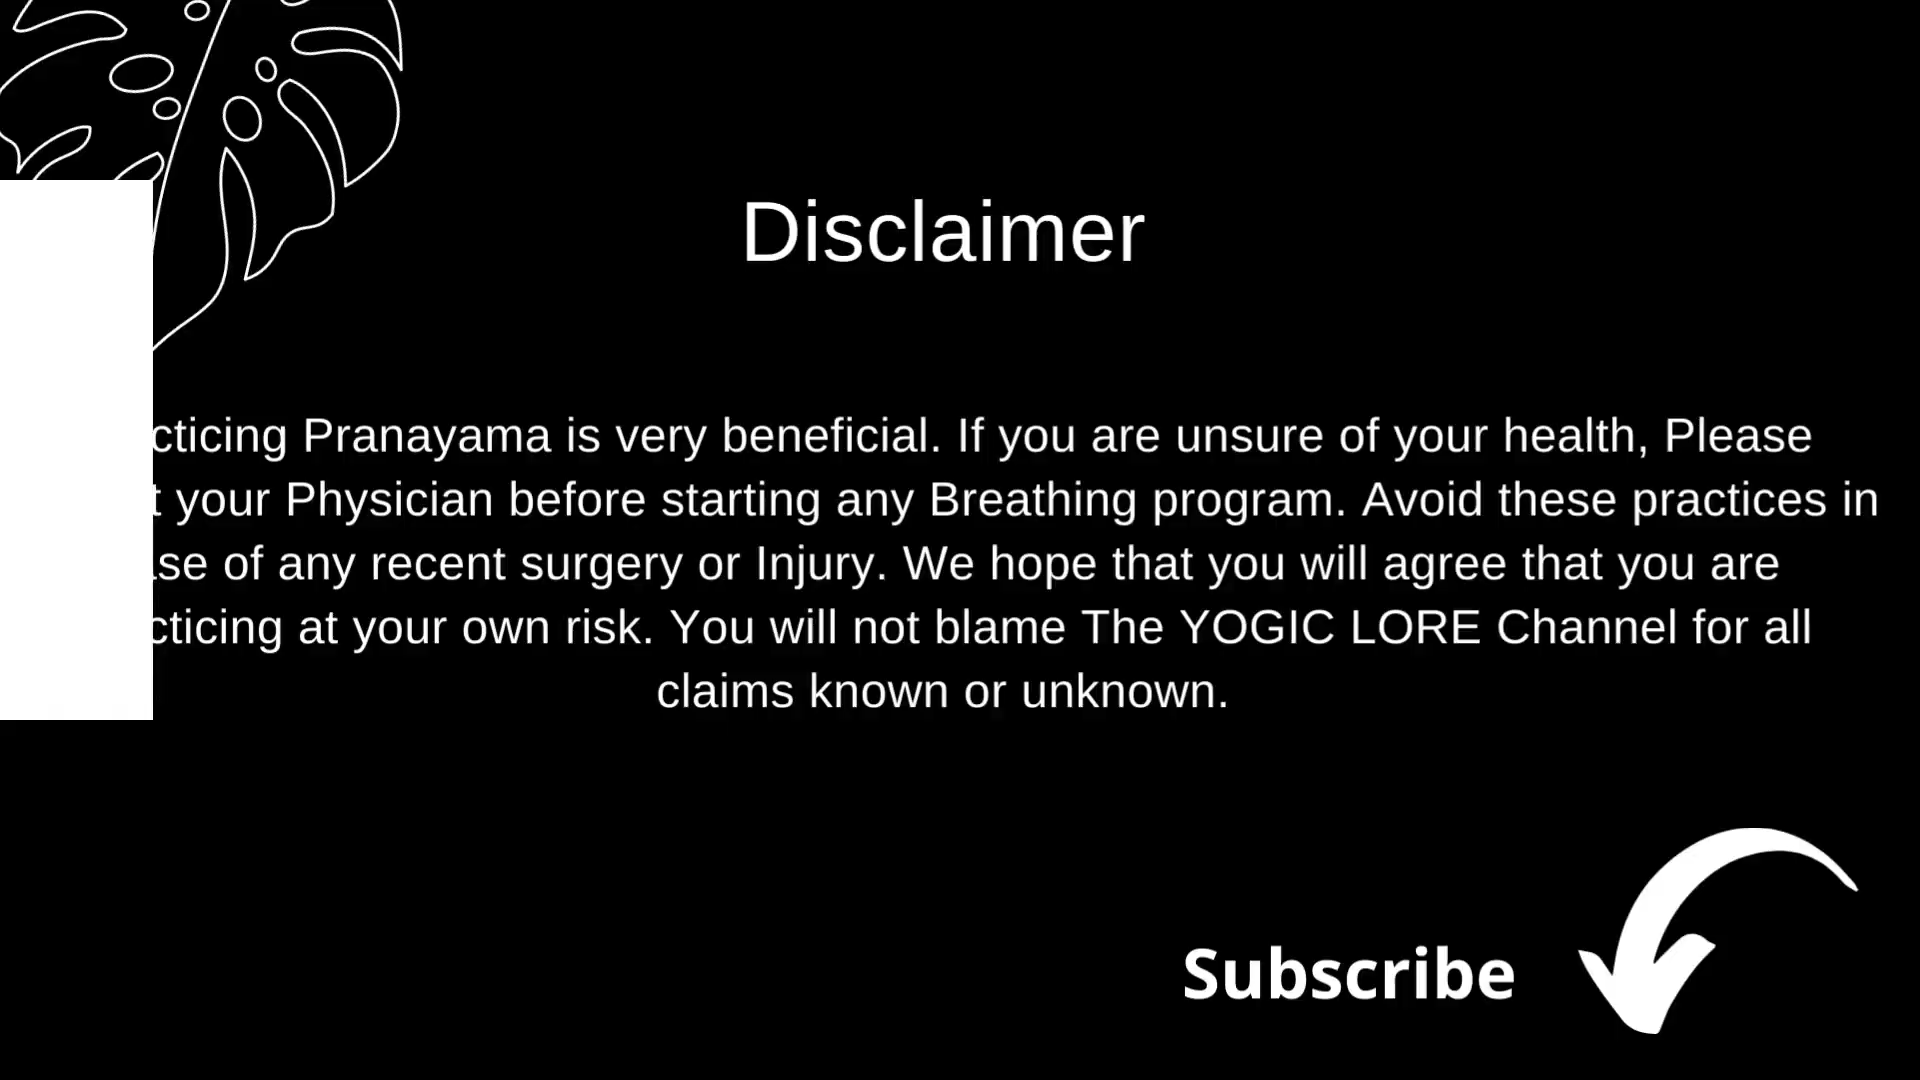 Disclaimer
Pranayama is very beneficial. If you are unsure of your health, Please
your Physician before starting any Breathing program. Avoid these practices in
of any recent surgery or Injury. We hope that you will agree that you are
at your own risk. You will not blame The YOGIC LORE Channel for all
claims known or unknown.
Subscribe